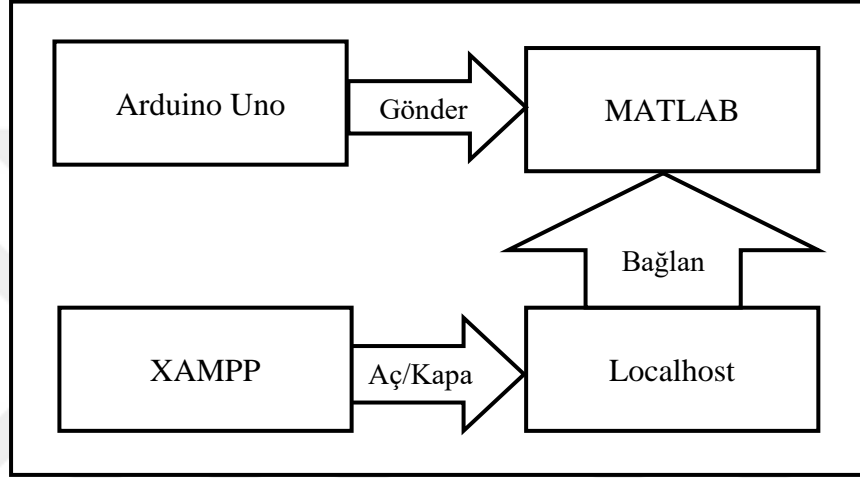 Arduino Uno
Gönder
MATLAB
Bağlan
XAMPP
Aç/Kapa
Localhost